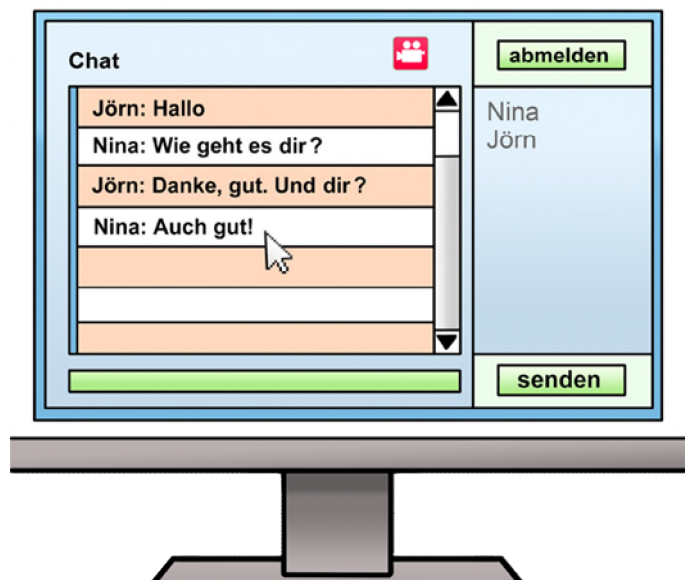 Chat
abmelden
Jörn: Hallo
Nina: Wie geht es dir?
Jörn: Danke, gut. Und dir?
Nina: Auch gut!
Nina
Jörn
senden